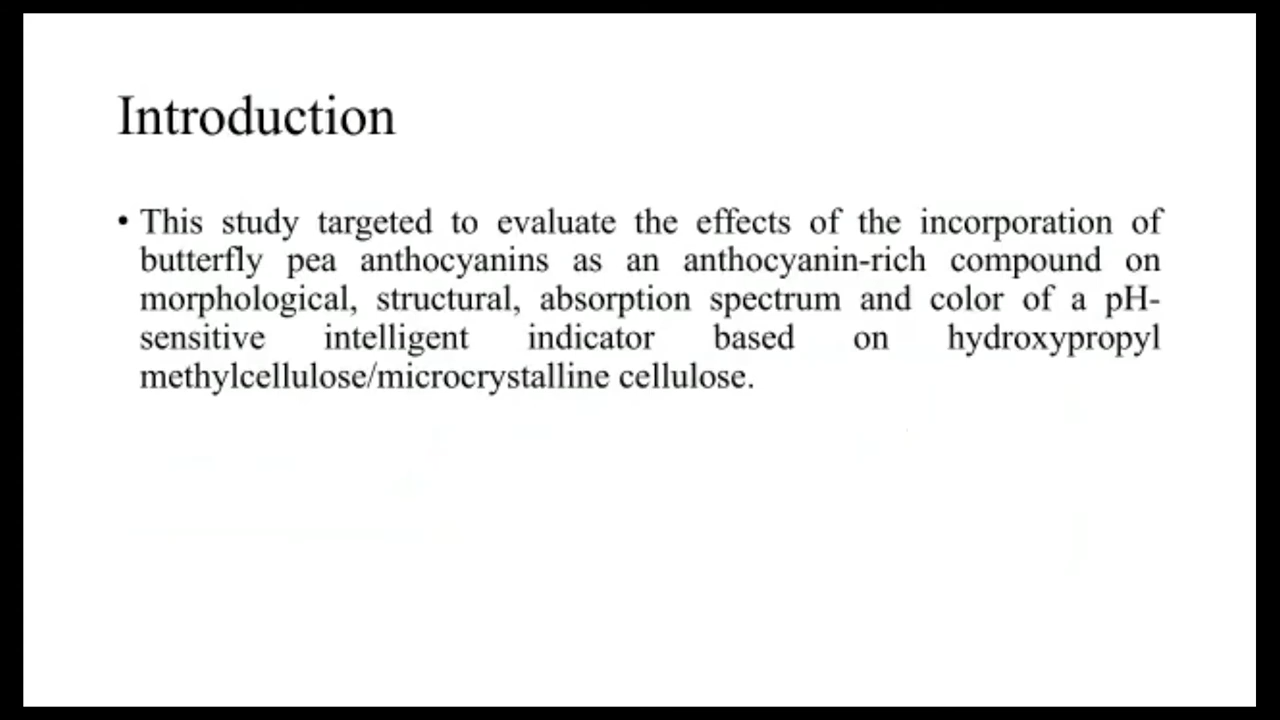 Introduction
• This study targeted to evaluate the effects of the incorporation of
butterfly pea anthocyanins as an anthocyanin-rich compound on
morphological, structural, absorption spectrum and color of a pH-
sensitive intelligent indicator based on hydroxypropyl
methylcellulose/microcrystalline cellulose.